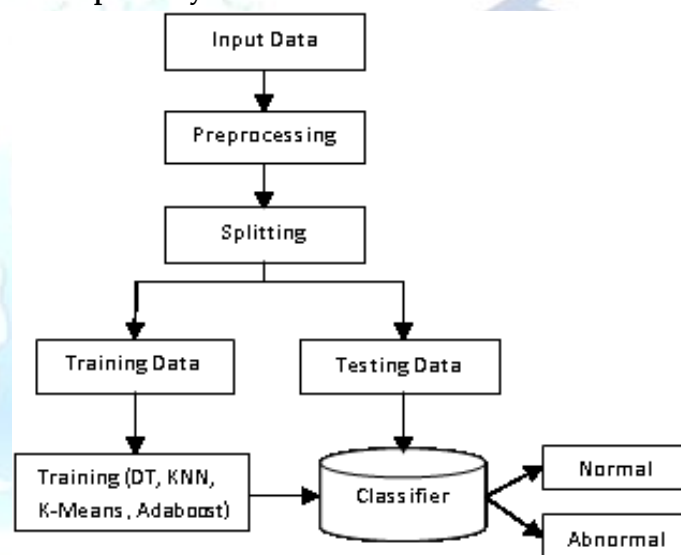 Input Data
Preprocessing
Splitting
Training Data
Testing Data
Training (DT, KNN,
K-Means, Adaboost)
Classifier
Normal
Abnormal